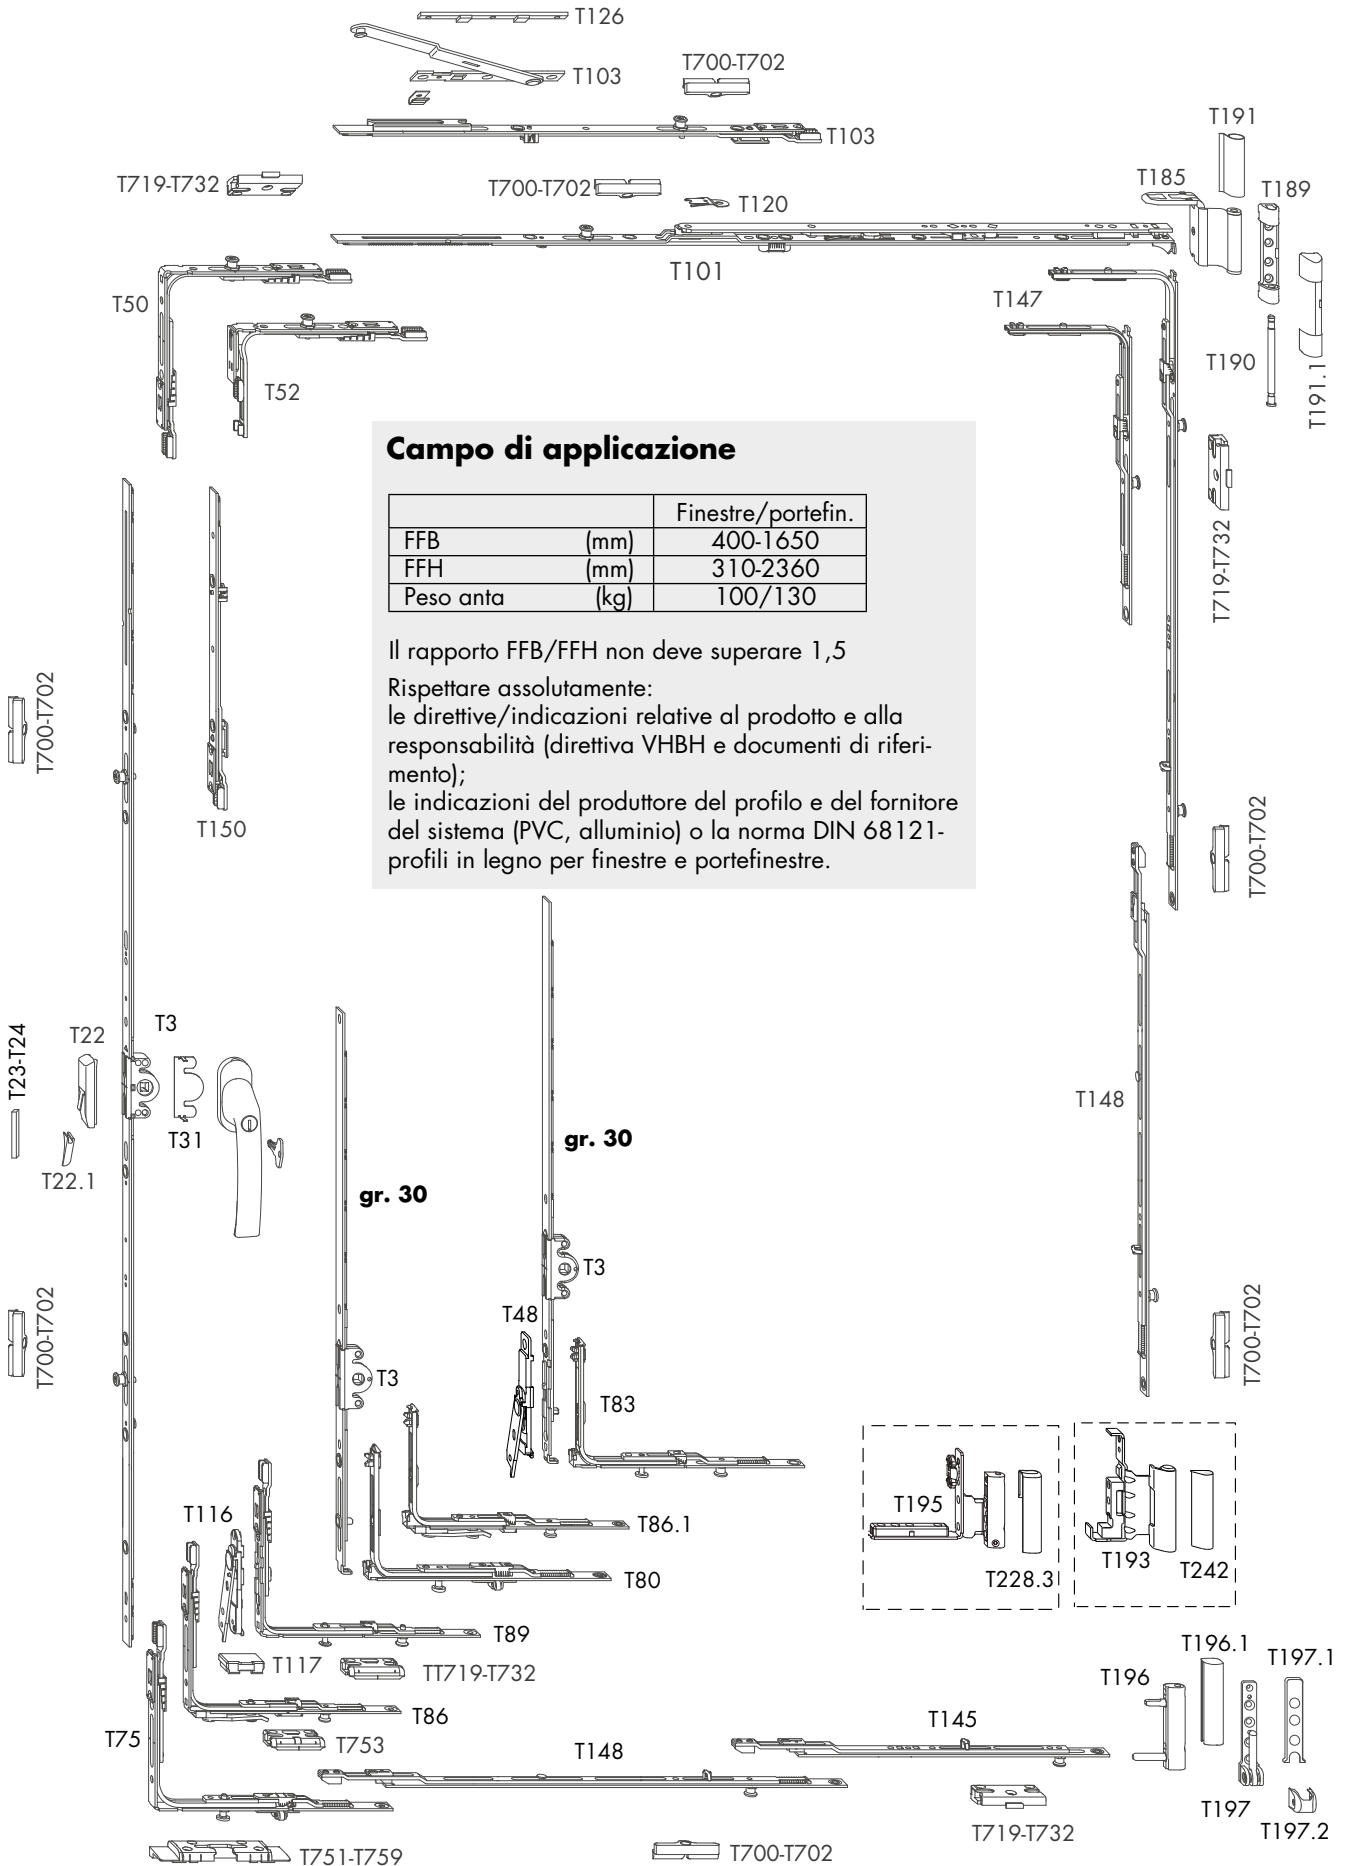 T126
T700-T702
T103
T103
T191
T719-T732
T700-T702
T120
T185
T189
T101
T50
T147
T52
T190
T191.1
Campo di applicazione
Finestre/portefin.
FFB (mm) 400-1650
FFH (mm) 310-2360
Peso anta (kg) 100/130
Il rapporto FFB/FFH non deve superare 1,5
Rispettare assolutamente:
le direttive/indicazioni relative al prodotto e alla
responsabilità (direttiva VHBH e documenti di riferi-
mento);
le indicazioni del produttore del profilo e del fornitore
del sistema (PVC, alluminio) o la norma DIN 68121-
profili in legno per finestre e portefinestre.
T719-T732
T700-T702
T150
T700-T702
T23-T24
T22
T3
T148
T31
gr. 30
T22.1
gr. 30
T3
T48
T700-T702
T700-T702
T3
T83
T116
T195
T86.1
T193
T242
T80
T228.3
T89
T117
TT719-T732
T196.1
T197.1
T196
T86
T75
T753
T148
T145
T197
T719-T732
T197.2
T751-T759
T700-T702